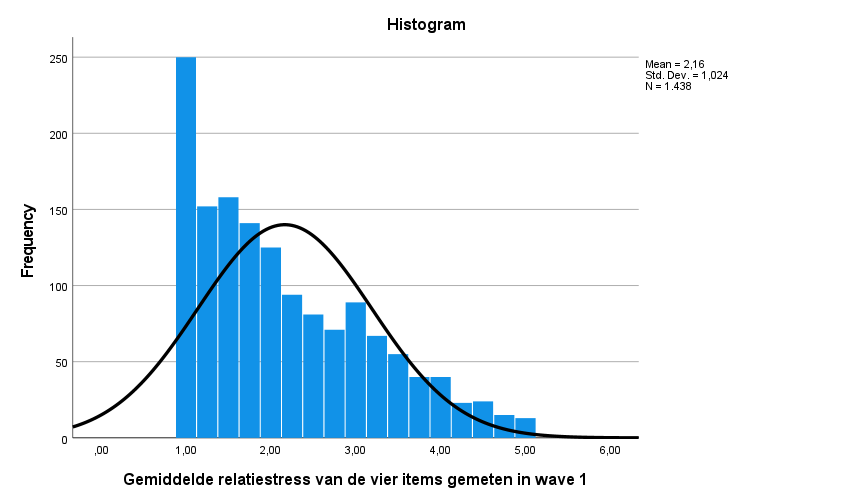 Histogram
Mean = 2,16
Std. Dev. = 1,024
N = 1.438
Frequency
250
200
150
100
50
0
,00 1,00 2,00 3,00 4,00 5,00 6,00
Gemiddelde relatiestress van de vier items gemeten in wave 1